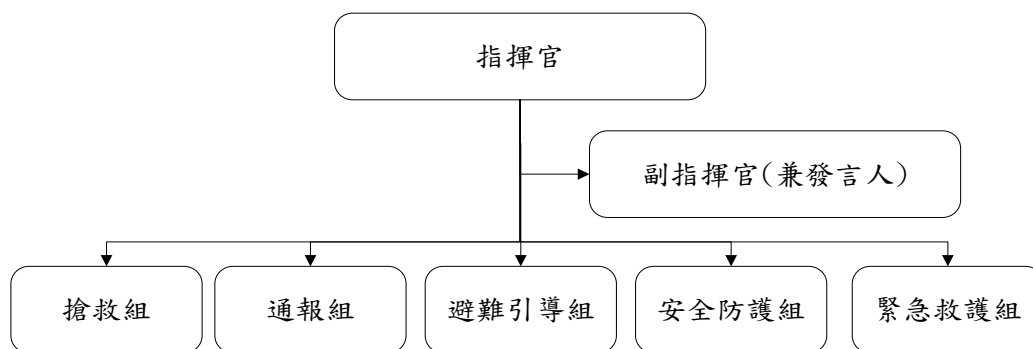 指揮官
副指揮官(兼發言人)
搶救組
通報組
避難引導組
安全防護組
緊急救護組